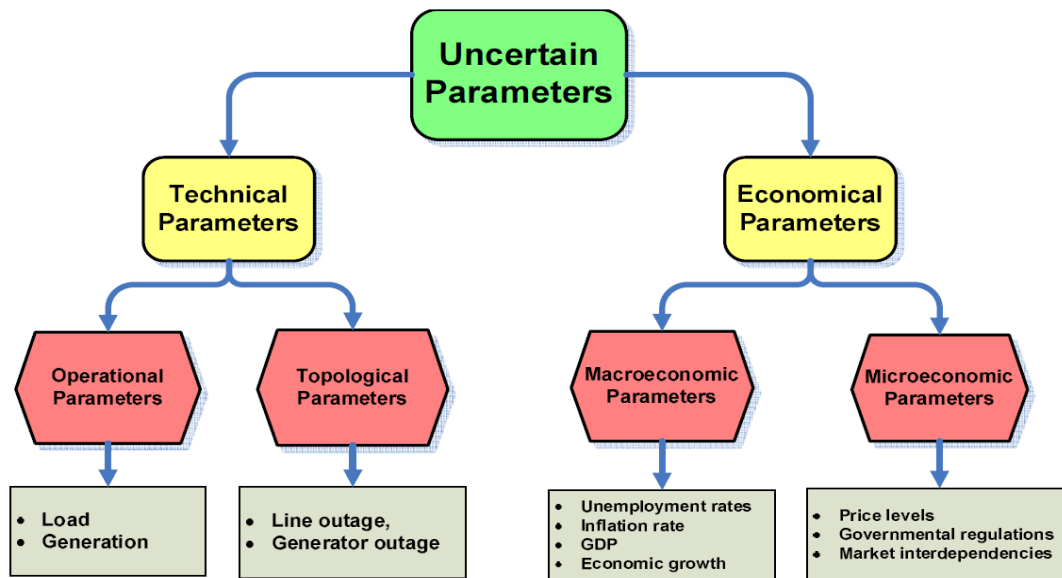 Uncertain
Parameters
Technical
Parameters
Economical
Parameters
Operational
Parameters
Topological
Parameters
Macroeconomic
Parameters
Microeconomic
Parameters
• Load
• Generation
• Line outage,
• Generator outage
• Unemployment rates
• Inflation rate
• GDP
• Economic growth
• Price levels
• Governmental regulations
• Market interdependencies